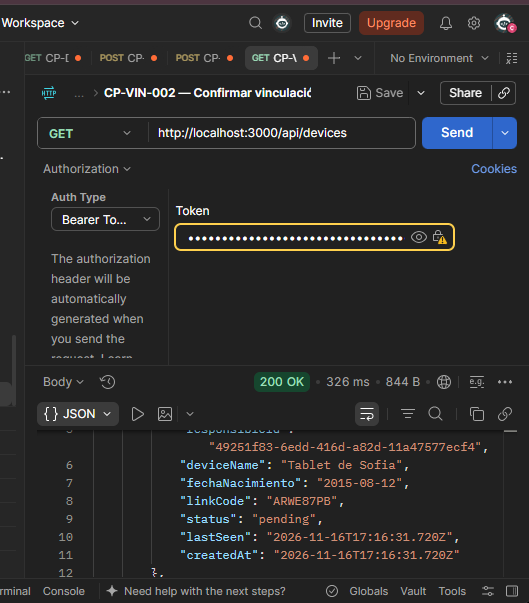 Workspace
Invite
Upgrade
GET CP-
POST CP-
POST CP-
GET CP-
No Environment
HTTP
... > CP-VIN-002 — Confirmar vinculació
Save
Share
GET
http://localhost:3000/api/devices
Send
Authorization
Cookies
Auth Type
Bearer To...
Token
The authorization
header will be
automatically
generated when
you send the
Body
200 OK • 326 ms • 844 B
e.g.
{} JSON
"49251f83-6edd-416d-a82d-11a47577ecf4",
6 "deviceName": "Tablet de Sofia",
7 "fechaNacimiento": "2015-08-12",
8 "linkCode": "ARWE87PB",
9 "status": "pending",
10 "lastSeen": "2026-11-16T17:16:31.720Z",
11 "createdAt": "2026-11-16T17:16:31.720Z"
12 },
rminal
Console
Need help with the next steps?
Globals
Vault
Tools